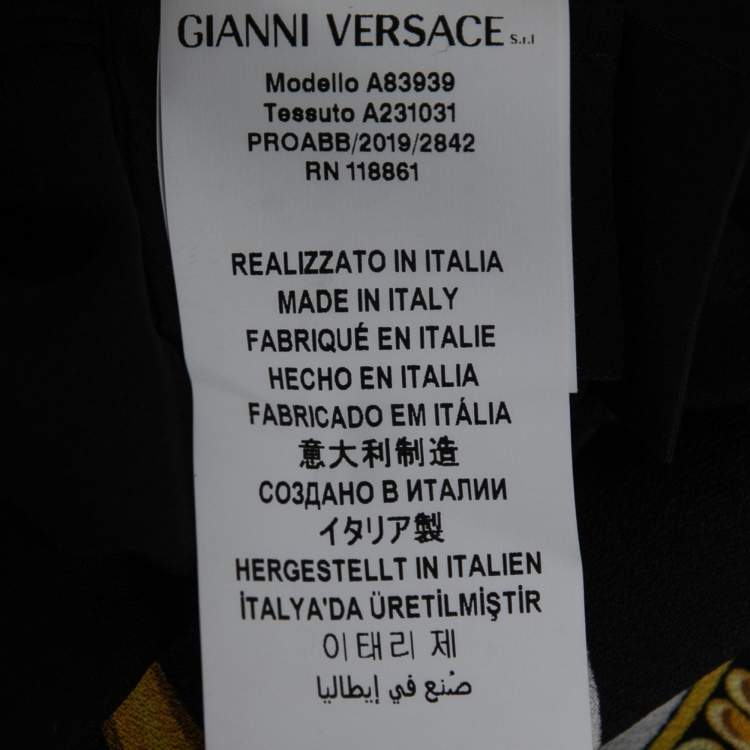 GIANNI VERSACE S.r.l
Modello A83939
Tessuto A231031
PROABB/2019/2842
RN 118861
REALIZZATO IN ITALIA
MADE IN ITALY
FABRIQUÉ EN ITALIE
HECHO EN ITALIA
FABRICADO EM ITÁLIA
意大利制造
СОЗДАНО В ИТАЛИИ
イタリア製
HERGESTELLT IN ITALIEN
İTALYA'DA ÜRETİLMİŞTİR
이태리 제
صُنع في إيطاليا